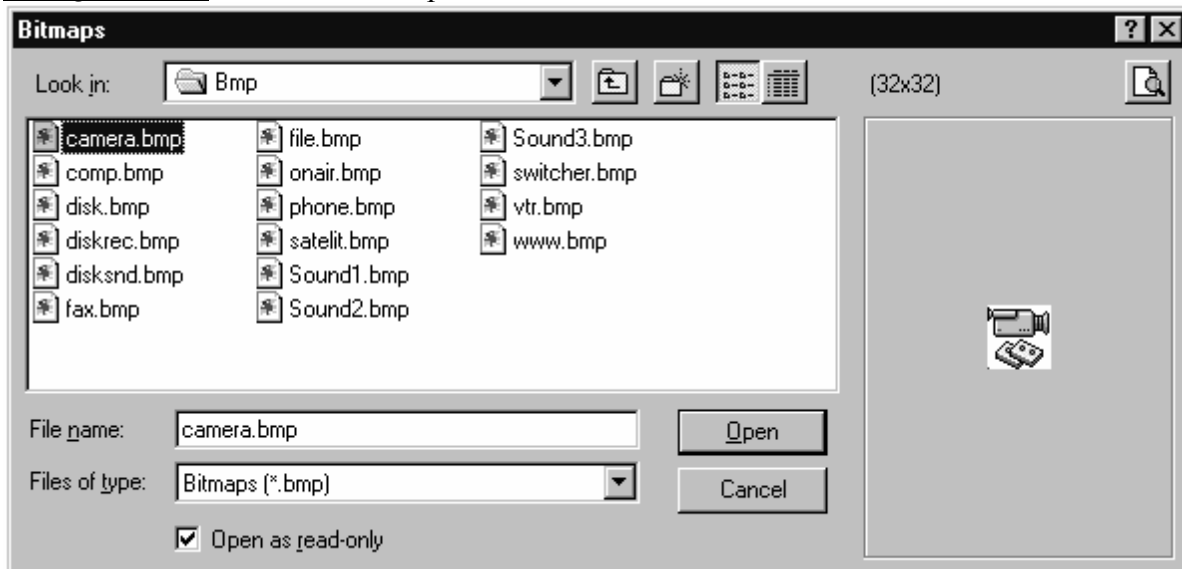 Bitmaps
Look in: Bmp (32x32)
camera.bmp file.bmp Sound3.bmp
comp.bmp onair.bmp switcher.bmp
disk.bmp phone.bmp vtr.bmp
diskrec.bmp satelit.bmp www.bmp
disksnd.bmp Sound1.bmp
fax.bmp Sound2.bmp
File name: camera.bmp Open
Files of type: Bitmaps (*.bmp) Cancel
Open as read-only